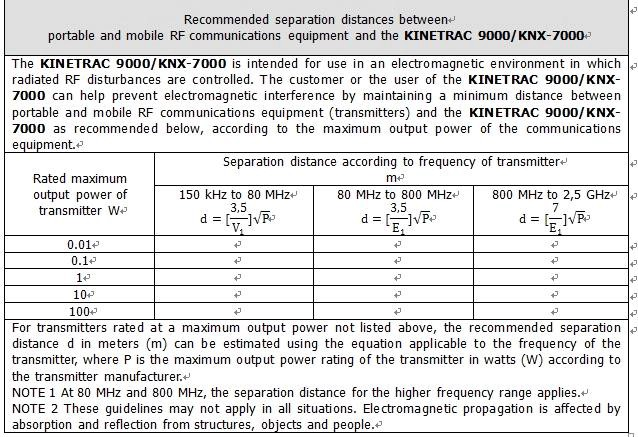 Recommended separation distances between
portable and mobile RF communications equipment and the KINETRAC 9000/KNX-7000
The KINETRAC 9000/KNX-7000 is intended for use in an electromagnetic environment in which
radiated RF disturbances are controlled. The customer or the user of the KINETRAC 9000/KNX-
7000 can help prevent electromagnetic interference by maintaining a minimum distance between
portable and mobile RF communications equipment (transmitters) and the KINETRAC 9000/KNX-
7000 as recommended below, according to the maximum output power of the communications
equipment.
Rated maximum
output power of
transmitter W
Separation distance according to frequency of transmitter
m
150 kHz to 80 MHz
d = [3,5/V₁]√P
80 MHz to 800 MHz
d = [3,5/E₁]√P
800 MHz to 2,5 GHz
d = [7/E₁]√P
0.01
0.1
1
10
100
For transmitters rated at a maximum output power not listed above, the recommended separation
distance d in meters (m) can be estimated using the equation applicable to the frequency of the
transmitter, where P is the maximum output power rating of the transmitter in watts (W) according to
the transmitter manufacturer.
NOTE 1 At 80 MHz and 800 MHz, the separation distance for the higher frequency range applies.
NOTE 2 These guidelines may not apply in all situations. Electromagnetic propagation is affected by
absorption and reflection from structures, objects and people.